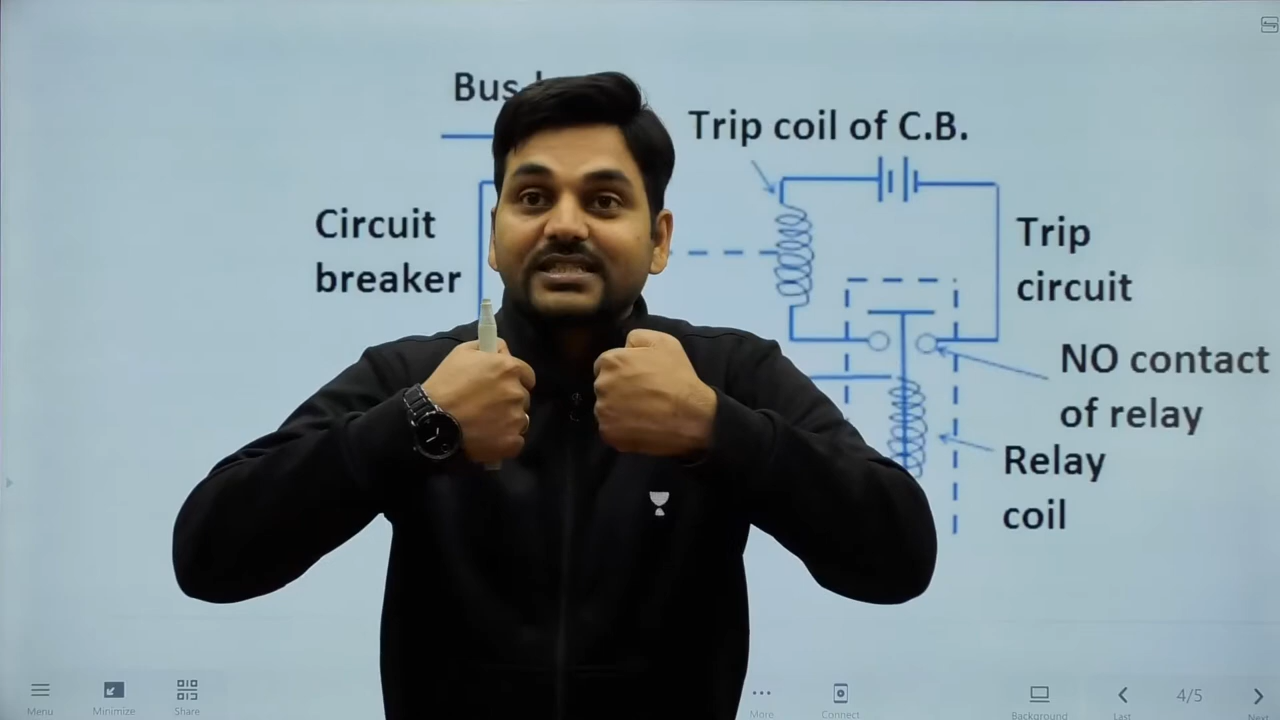 Bus
Trip coil of C.B.
Circuit
breaker
Trip
circuit
NO contact
of relay
Relay
coil
Menu
Minimize
Share
More
Connect
Background
Last
4/5
Next